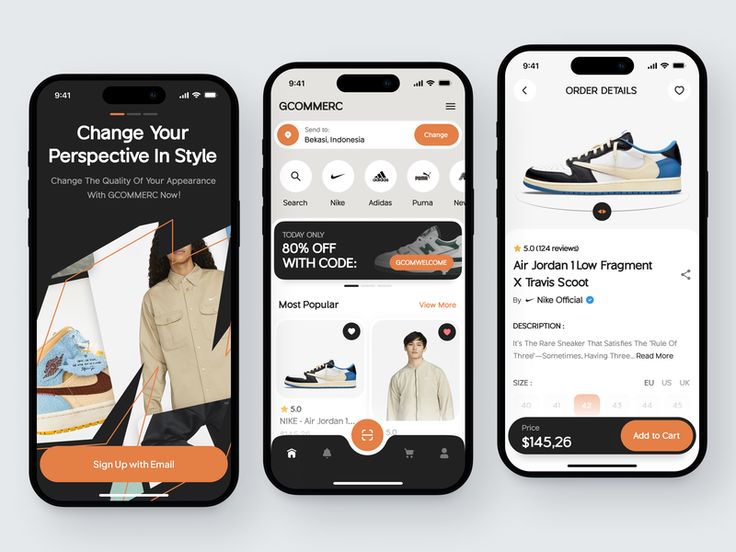 9:41
Change Your
Perspective In Style
Change The Quality Of Your Appearance
With GCOMMERC Now!
Sign Up with Email
9:41
GCOMMERC
Send to:
Bekasi, Indonesia
Change
Search
Nike
Adidas
Puma
New
TODAY ONLY
80% OFF
WITH CODE:
GCOMWELCOME
Most Popular
View More
5.0
NIKE - Air Jordan 1...
$145,26
5.0
9:41
ORDER DETAILS
5.0 (124 reviews)
Air Jordan 1 Low Fragment
X Travis Scoot
By Nike Official
DESCRIPTION :
It's The Rare Sneaker That Satisfies The 'Rule Of
Three'—Sometimes, Having Three... Read More
SIZE :
EU US UK
40 41 42 43 44 45
Price
$145,26
Add to Cart